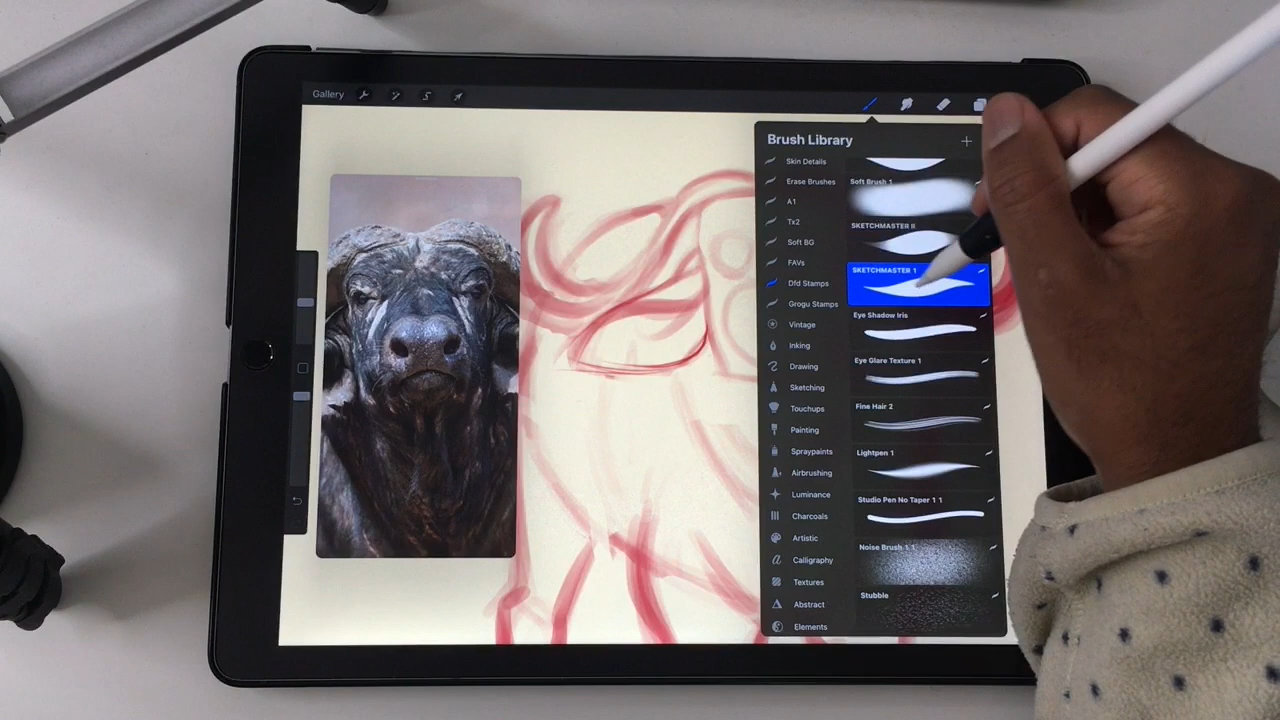 Gallery
Brush Library
Skin Details
Erase Brushes
A1
Tx2
Soft BG
FAVs
Dfd Stamps
Grogu Stamps
Vintage
Inking
Drawing
Sketching
Touchups
Painting
Spraypaints
Airbrushing
Luminance
Charcoals
Artistic
Calligraphy
Textures
Abstract
Elements
Soft Brush 1
SKETCHMASTER II
SKETCHMASTER 1
Eye Shadow Iris
Eye Glare Texture 1
Fine Hair 2
Lightpen 1
Studio Pen No Taper 1 1
Noise Brush 1 1
Stubble